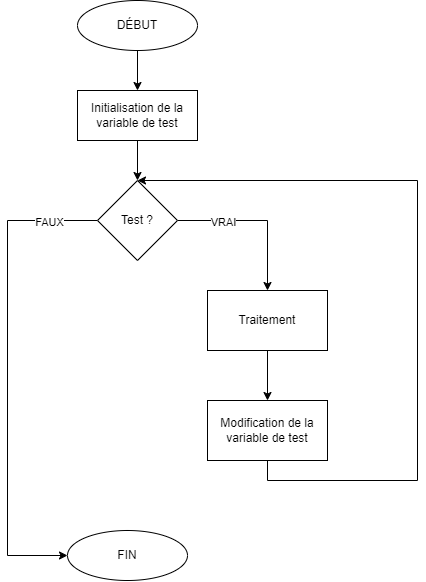 DÉBUT
Initialisation de la
variable de test
Test ?
FAUX
VRAI
Traitement
Modification de la
variable de test
FIN